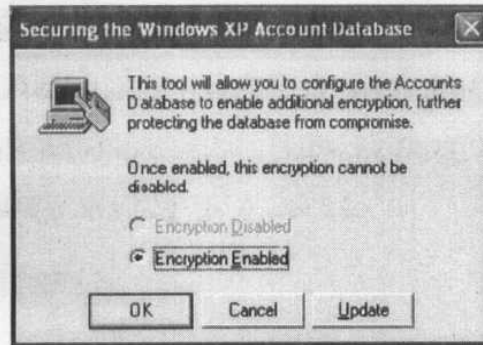 Securing the Windows XP Account Database
This tool will allow you to configure the Accounts
Database to enable additional encryption, further
protecting the database from compromise.
Once enabled, this encryption cannot be
disabled.
Encryption Disabled
Encryption Enabled
OK Cancel Update